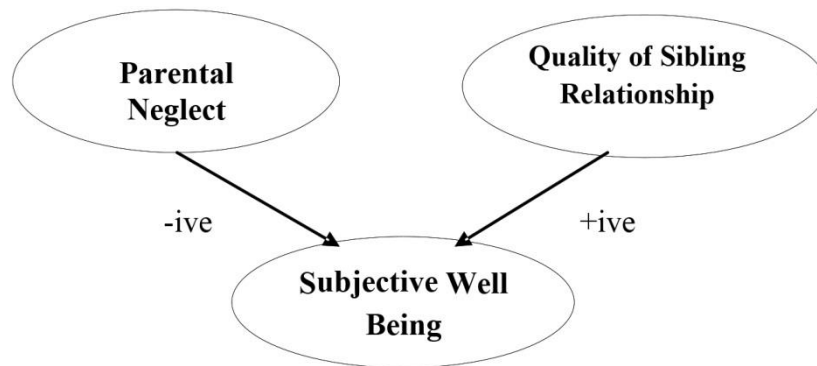 Parental
Neglect
Quality of Sibling
Relationship
-ive
+ive
Subjective Well
Being